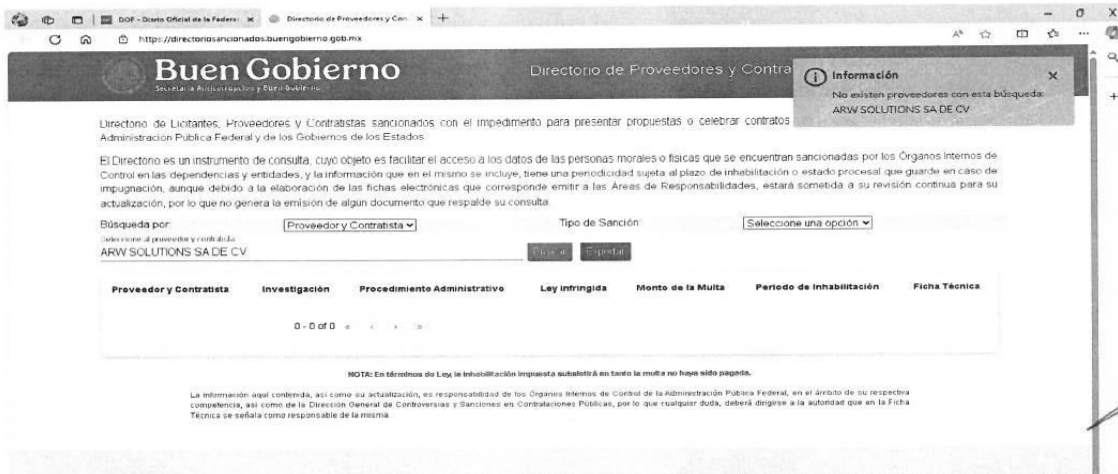 DOF - Diario Oficial de la Federac
Directorio de Proveedores y Con
https://directoriosancionados.buengobierno.gob.mx
Buen Gobierno
Secretaría Anticorrupción y Buen Gobierno
Directorio de Proveedores y Contra
Información
No existen proveedores con esta búsqueda:
ARW SOLUTIONS SA DE CV
Directorio de Licitantes, Proveedores y Contratistas sancionados con el impedimento para presentar propuestas o celebrar contratos
Administración Pública Federal y de los Gobiernos de los Estados.
El Directorio es un instrumento de consulta, cuyo objeto es facilitar el acceso a los datos de las personas morales o físicas que se encuentran sancionadas por los Órganos Internos de
Control en las dependencias y entidades, y la información que en el mismo se incluye, tiene una periodicidad sujeta al plazo de inhabilitación o estado procesal que guarde en caso de
impugnación, aunque debido a la elaboración de las fichas electrónicas que corresponde emitir a las Áreas de Responsabilidades, estará sometida a su revisión continua para su
actualización, por lo que no genera la emisión de algún documento que respalde su consulta.
Búsqueda por: Proveedor y Contratista Tipo de Sanción: Seleccione una opción
Seleccione al proveedor y contratista
ARW SOLUTIONS SA DE CV
Buscar Exportar
Proveedor y Contratista Investigación Procedimiento Administrativo Ley infringida Monto de la Multa Periodo de Inhabilitación Ficha Técnica
0 - 0 of 0 « ‹ › »
NOTA: En términos de Ley, la inhabilitación impuesta subsistirá en tanto la multa no haya sido pagada.
La información aquí contenida, así como su actualización, es responsabilidad de los Órganos Internos de Control de la Administración Pública Federal, en el ámbito de su respectiva
competencia, así como de la Dirección General de Controversias y Sanciones en Contrataciones Públicas, por lo que cualquier duda, deberá dirigirse a la autoridad que en la Ficha
Técnica se señala como responsable de la misma.